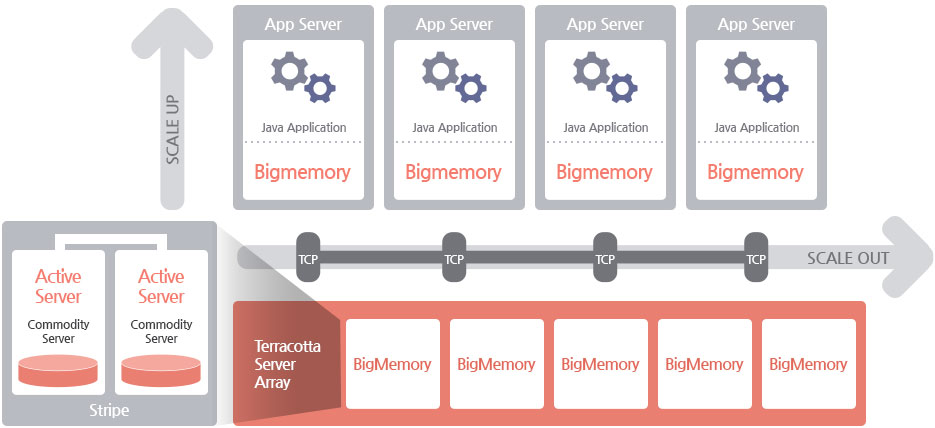 SCALE UP
App Server
Java Application
Bigmemory
App Server
Java Application
Bigmemory
App Server
Java Application
Bigmemory
App Server
Java Application
Bigmemory
TCP
TCP
TCP
TCP
SCALE OUT
Active
Server
Commodity
Server
Active
Server
Commodity
Server
Stripe
Terracotta
Server
Array
BigMemory
BigMemory
BigMemory
BigMemory
BigMemory